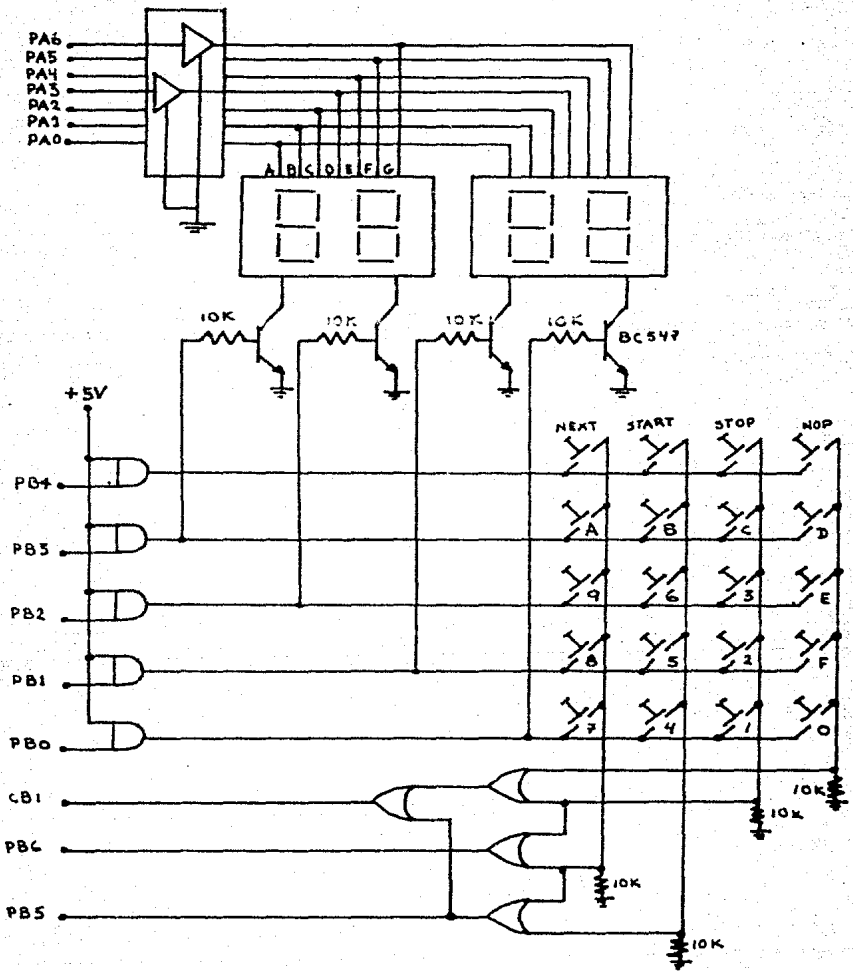 PA6
PA5
PA4
PA3
PA2
PA1
PA0
A B C D E F G
10K
10K
10K
10K
BC547
+5V
NEXT START STOP NOP
PB4
A B C D
PB3
9 6 3 E
PB2
8 5 2 F
PB1
7 4 1 0
PB0
CB1
10K
10K
PB6
10K
PB5
10K